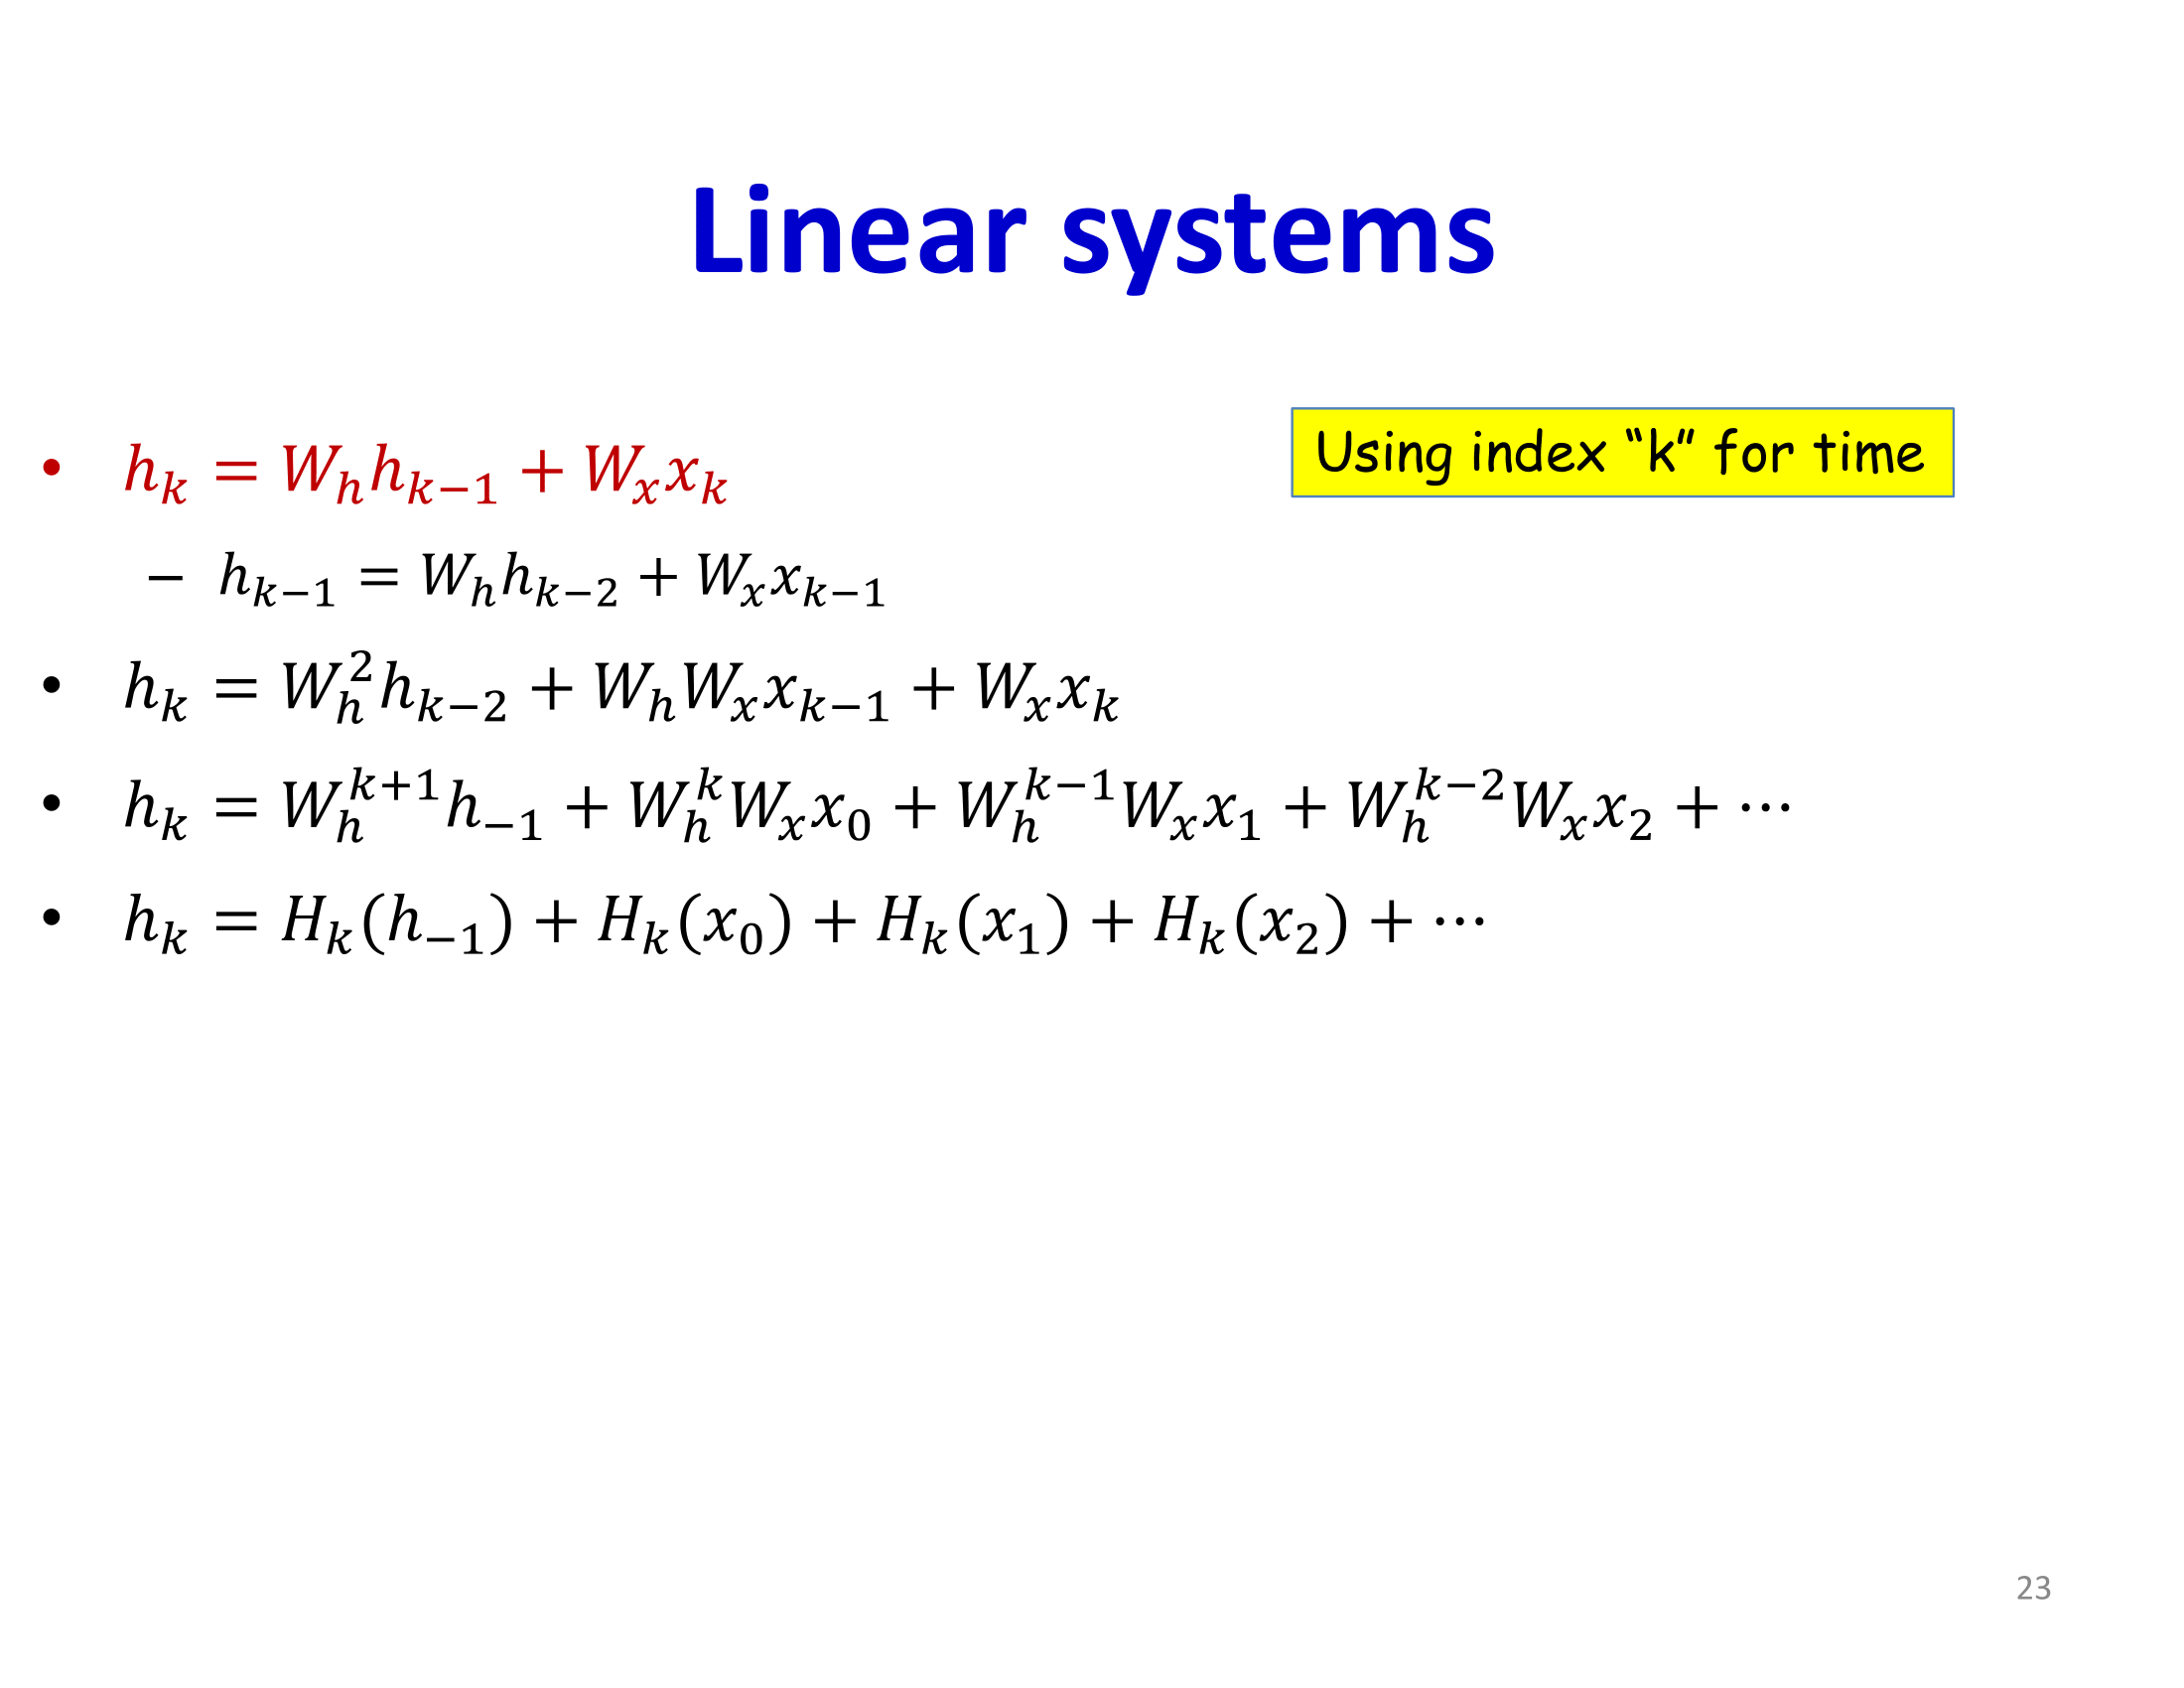 Linear systems
• h_k = W_h h_{k−1} + W_x x_k
Using index “k” for time
– h_{k−1} = W_h h_{k−2} + W_x x_{k−1}
• h_k = W_h^2 h_{k−2} + W_h W_x x_{k−1} + W_x x_k
• h_k = W_h^{k+1} h_{−1} + W_h^k W_x x_0 + W_h^{k−1} W_x x_1 + W_h^{k−2} W_x x_2 + ⋯
• h_k = H_k(h_{−1}) + H_k(x_0) + H_k(x_1) + H_k(x_2) + ⋯
23